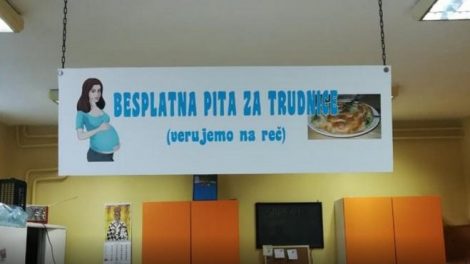 BESPLATNA PITA ZA TRUDNICE
(verujemo na reč)